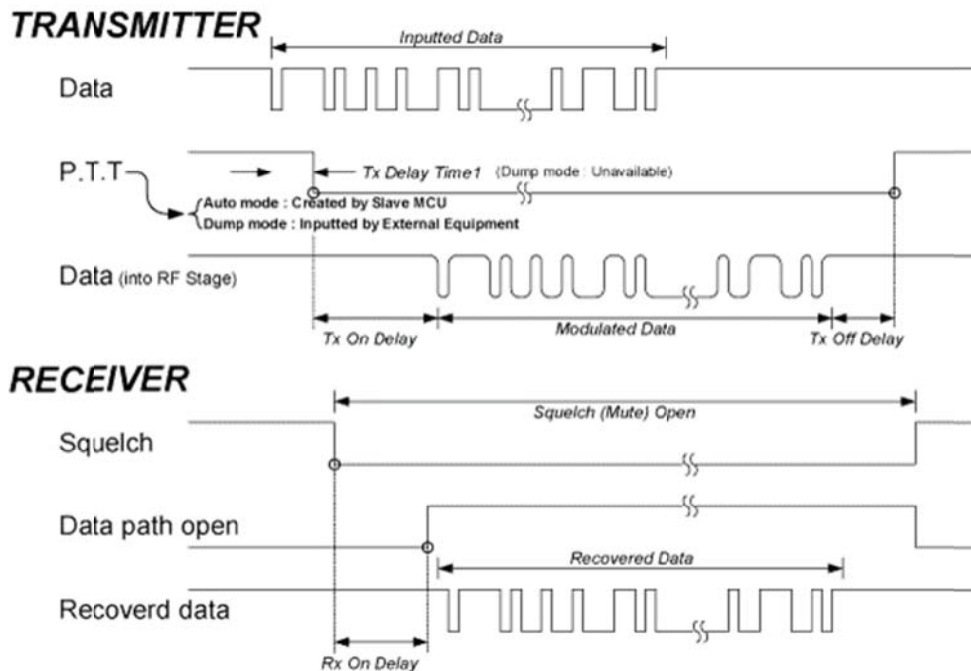 TRANSMITTER
Inputted Data
Data
P.T.T
Tx Delay Time1 (Dump mode : Unavailable)
Auto mode : Created by Slave MCU
Dump mode : Inputted by External Equipment
Data (into RF Stage)
Tx On Delay
Modulated Data
Tx Off Delay
RECEIVER
Squelch (Mute) Open
Squelch
Data path open
Recovered Data
Recoverd data
Rx On Delay